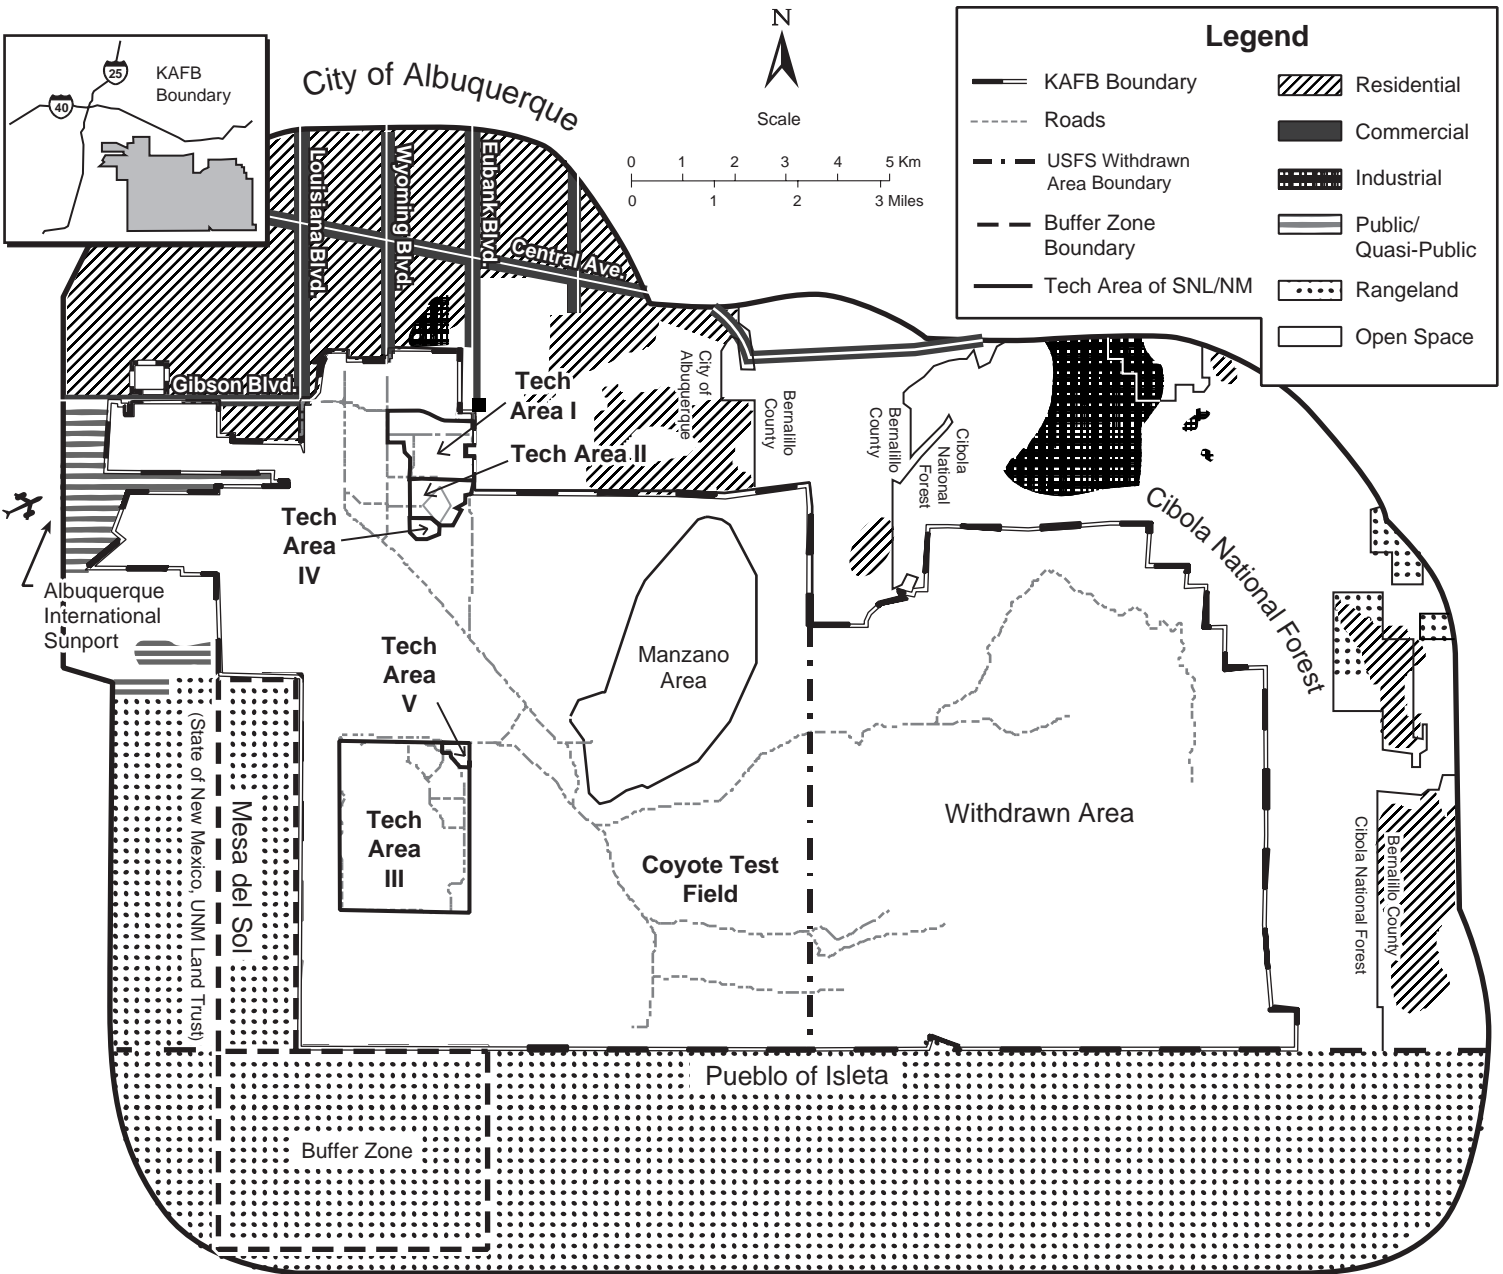 N
Scale
0 1 2 3 4 5 Km
0 1 2 3 Miles
Legend
KAFB Boundary
Roads
USFS Withdrawn
Area Boundary
Buffer Zone
Boundary
Tech Area of SNL/NM
Residential
Commercial
Industrial
Public/
Quasi-Public
Rangeland
Open Space
25
40
KAFB
Boundary
City of Albuquerque
Louisiana Blvd.
Wyoming Blvd.
Eubank Blvd.
Central Ave.
Gibson Blvd.
Tech
Area I
Tech Area II
Tech
Area
IV
City of
Albuquerque
Bernalillo
County
Bernalillo
County
Cibola
National
Forest
Cibola National Forest
Albuquerque
International
Sunport
Tech
Area
V
Manzano
Area
Tech
Area
III
Coyote Test
Field
Withdrawn Area
Mesa del Sol
(State of New Mexico, UNM Land Trust)
Cibola National Forest
Bernalillo County
Pueblo of Isleta
Buffer Zone